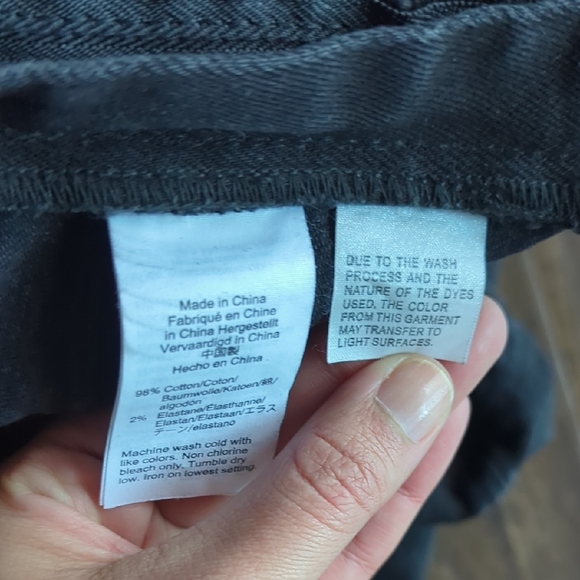 Made in China
Fabriqué en Chine
in China Hergestellt
Vervaardigd in China
中国製
Hecho en China
98% Cotton/Coton/
Baumwolle/Katoen/綿/
algodón
2% Elastane/Élasthanne/
Elastan/Elastaan/エラス
テーン/elastano
Machine wash cold with
like colors. Non chlorine
bleach only. Tumble dry
low. Iron on lowest setting.
DUE TO THE WASH
PROCESS AND THE
NATURE OF THE DYES
USED. THE COLOR
FROM THIS GARMENT
MAY TRANSFER TO
LIGHT SURFACES.